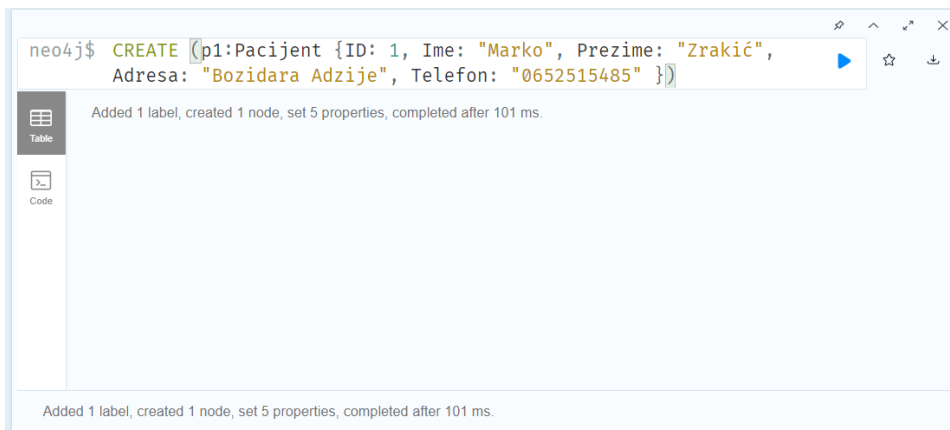 neo4j$ CREATE (p1:Pacijent {ID: 1, Ime: "Marko", Prezime: "Zrakić",
Adresa: "Bozidara Adzije", Telefon: "0652515485" })
Added 1 label, created 1 node, set 5 properties, completed after 101 ms.
Table
Code
Added 1 label, created 1 node, set 5 properties, completed after 101 ms.